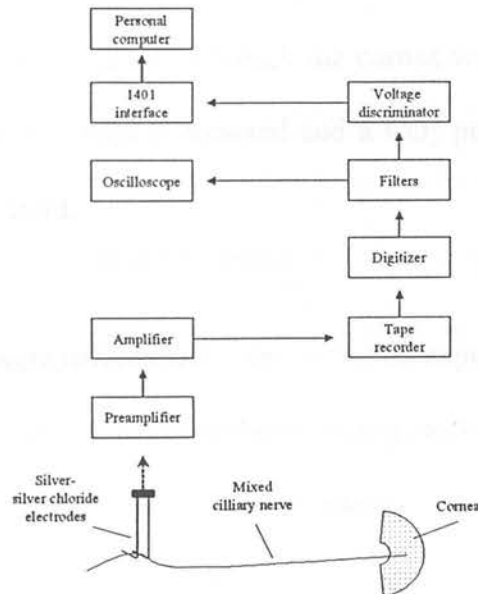 Personal
computer
1401
interface
Voltage
discriminator
Oscilloscope
Filters
Digitizer
Amplifier
Tape
recorder
Preamplifier
Silver-
silver chloride
electrodes
Mixed
cilliary nerve
Cornea